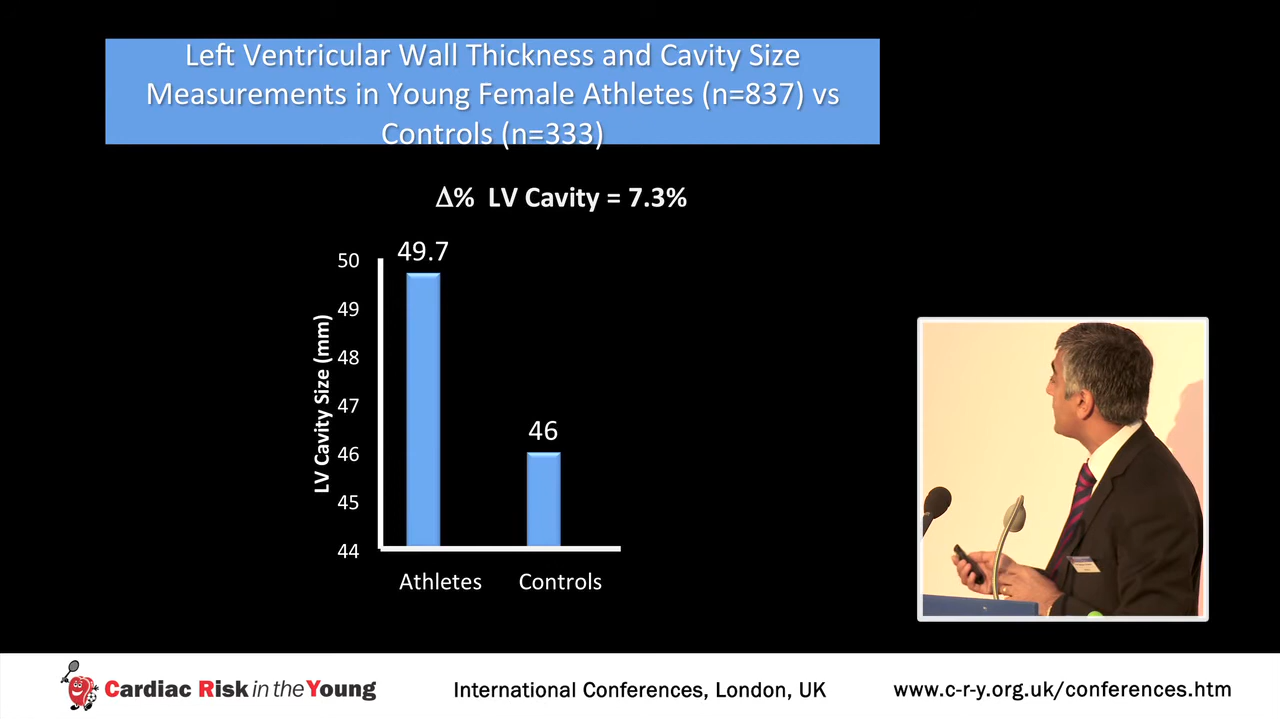 Left Ventricular Wall Thickness and Cavity Size
Measurements in Young Female Athletes (n=837) vs
Controls (n=333)
Δ% LV Cavity = 7.3%
49.7
46
50
49
48
47
46
45
44
LV Cavity Size (mm)
Athletes Controls
Cardiac Risk in the Young
International Conferences, London, UK
www.c-r-y.org.uk/conferences.htm